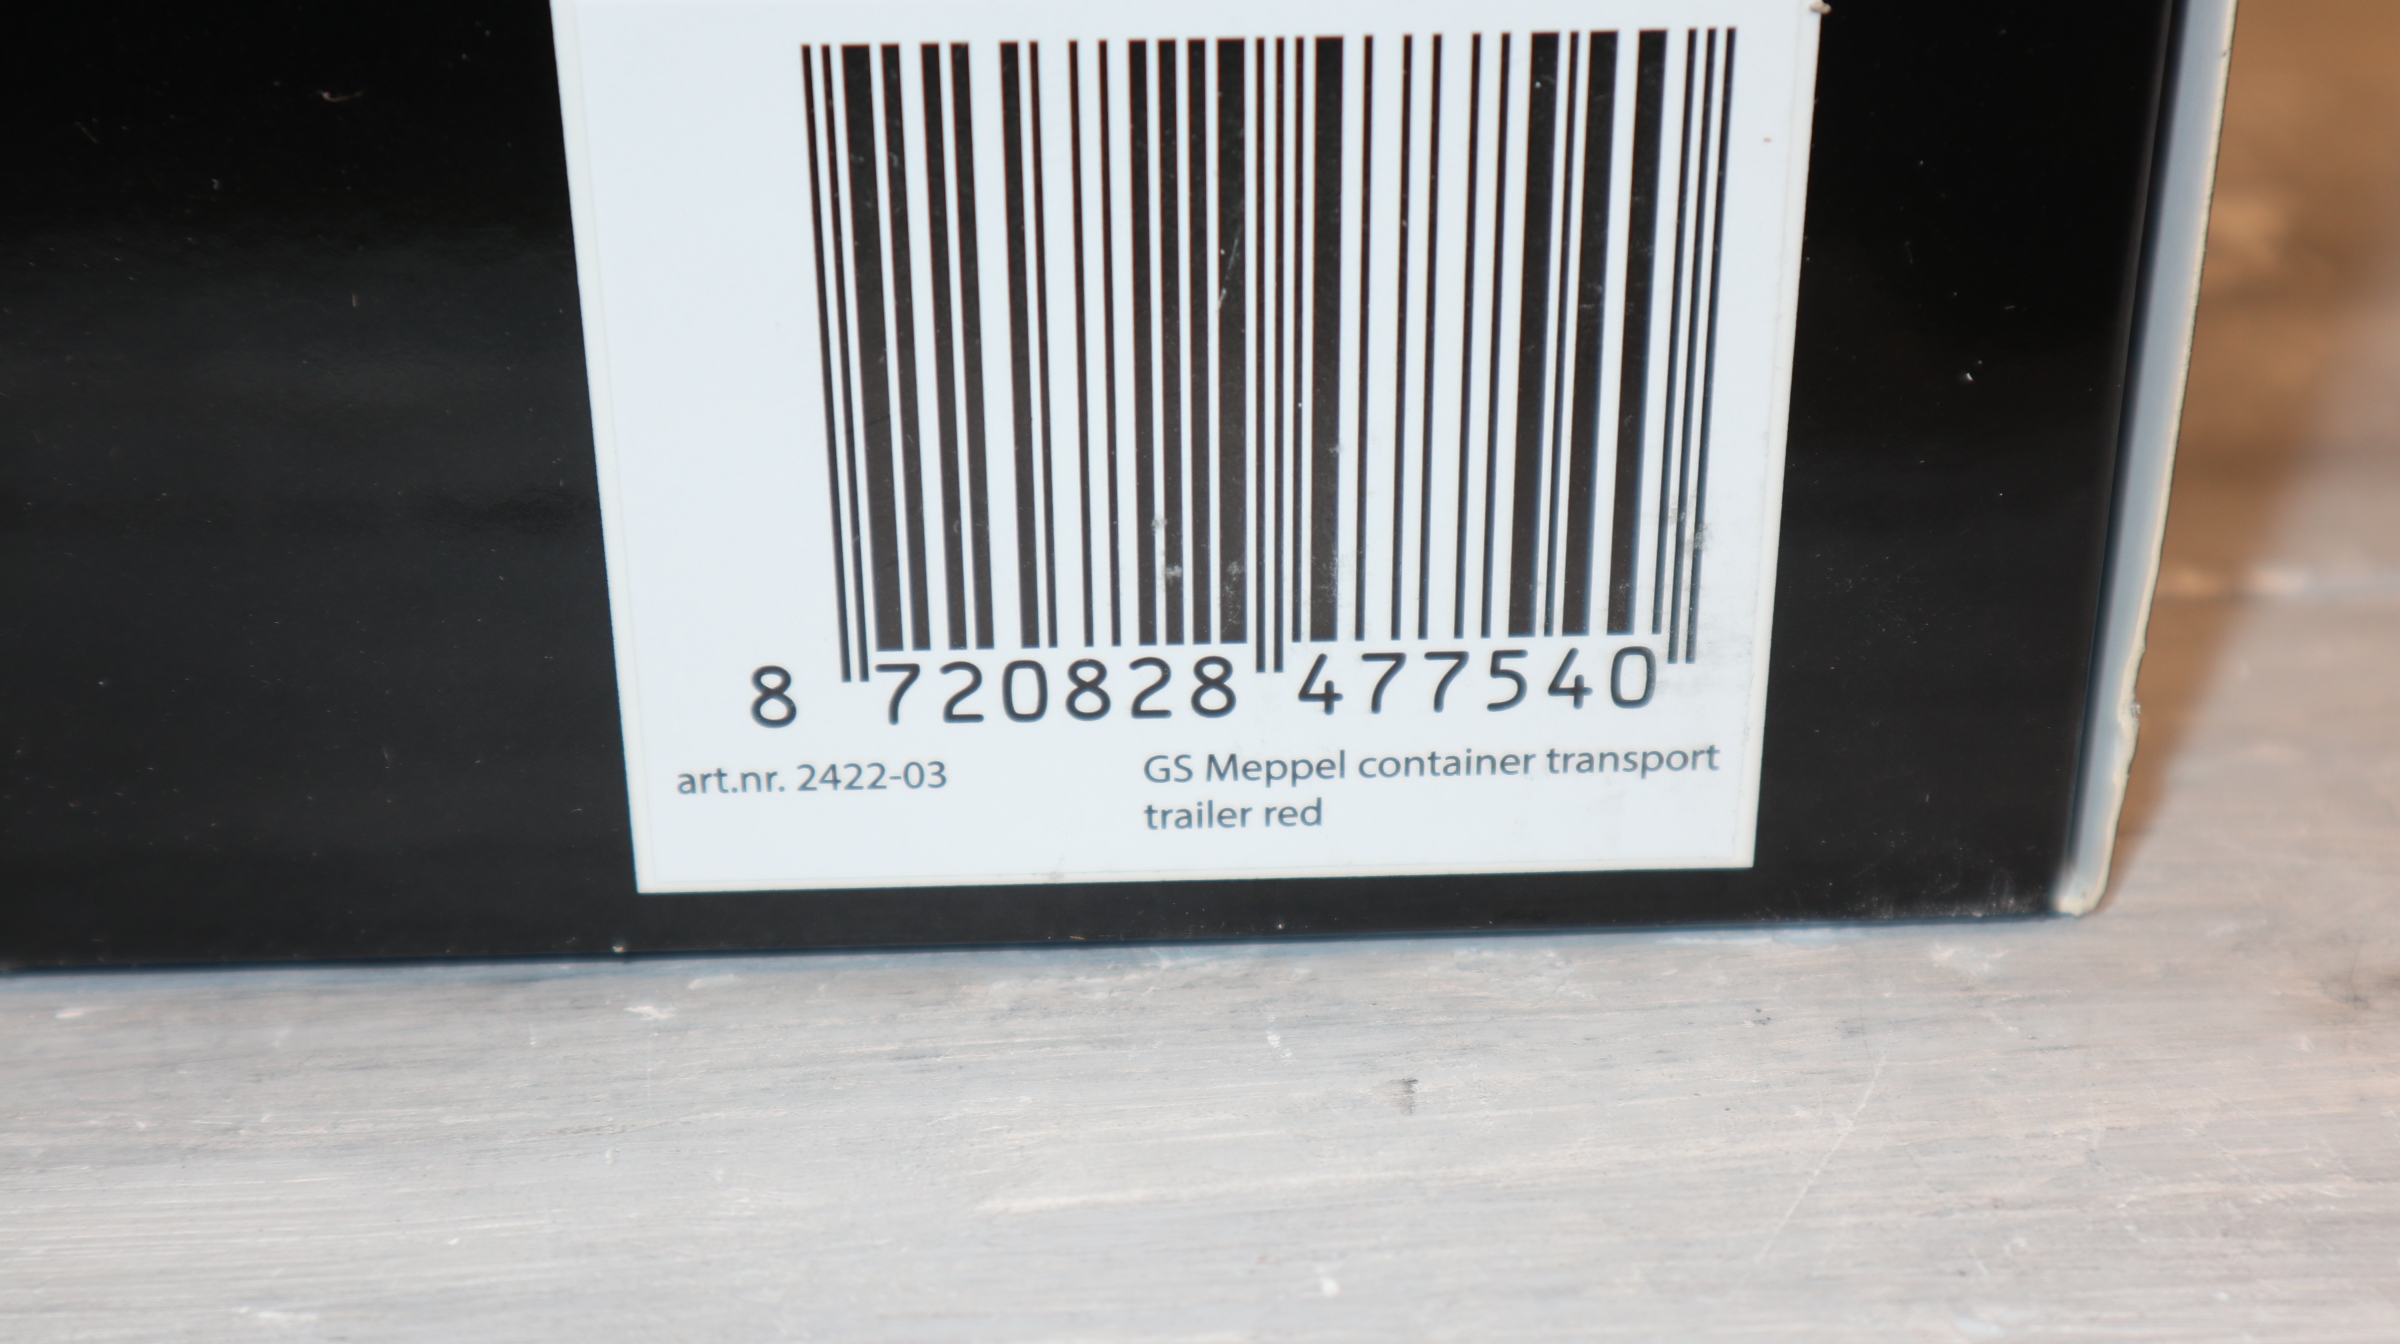 8 720828 477540
art.nr. 2422-03
GS Meppel container transport
trailer red